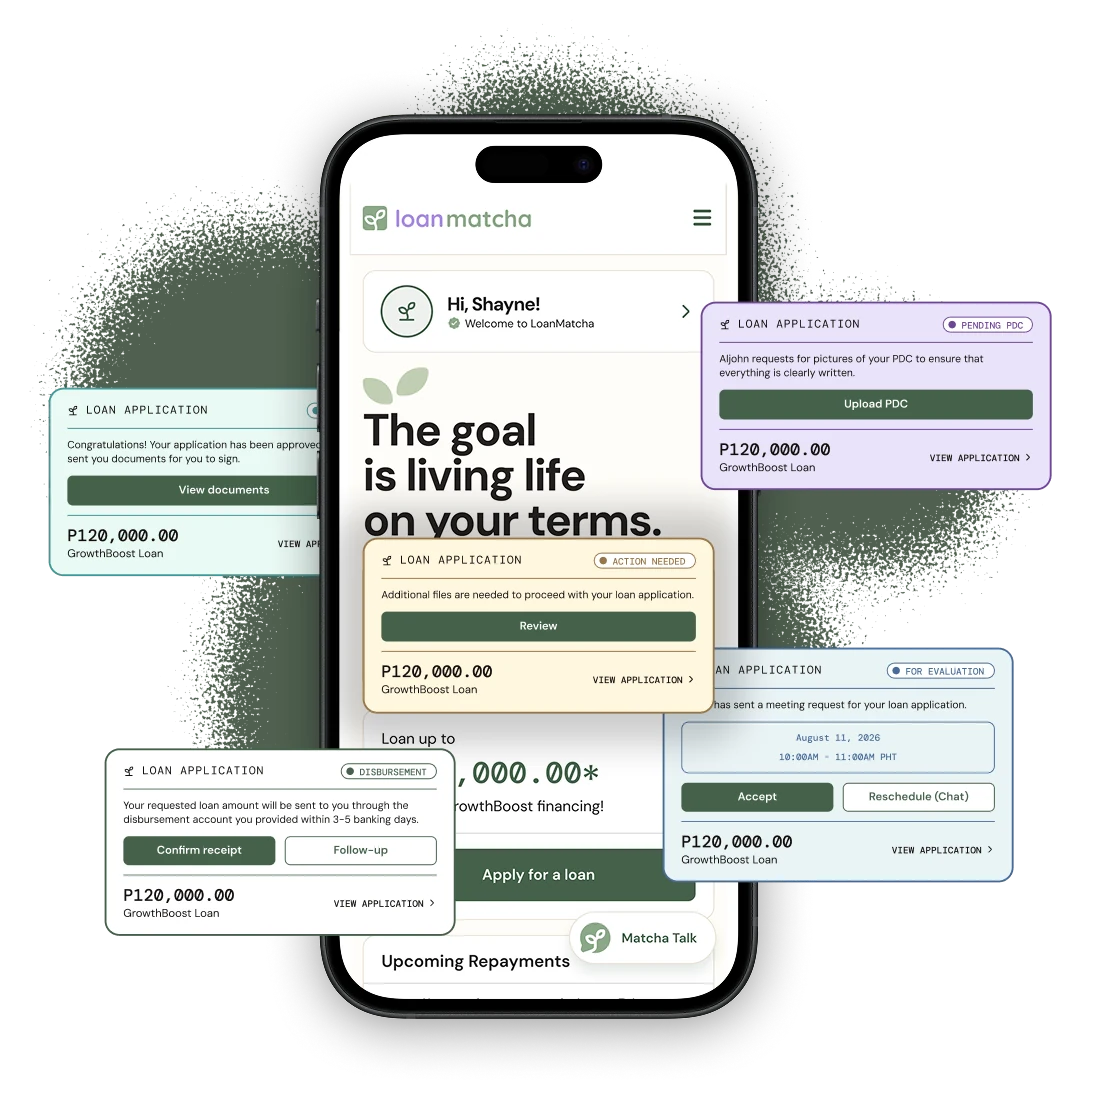 loanmatcha
Hi, Shayne!
Welcome to LoanMatcha
The goal
is living life
on your terms.
LOAN APPLICATION
PENDING PDC
Aljohn requests for pictures of your PDC to ensure that
everything is clearly written.
Upload PDC
P120,000.00
GrowthBoost Loan
VIEW APPLICATION
LOAN APPLICATION
Congratulations! Your application has been approved
sent you documents for you to sign.
View documents
P120,000.00
GrowthBoost Loan
VIEW
LOAN APPLICATION
ACTION NEEDED
Additional files are needed to proceed with your loan application.
Review
P120,000.00
GrowthBoost Loan
VIEW APPLICATION
APPLICATION
FOR EVALUATION
has sent a meeting request for your loan application.
August 11, 2026
10:00AM - 11:00AM PHT
Accept
Reschedule (Chat)
P120,000.00
GrowthBoost Loan
VIEW APPLICATION
Loan up to
,000.00*
rowthBoost financing!
Apply for a loan
LOAN APPLICATION
DISBURSEMENT
Your requested loan amount will be sent to you through the
disbursement account you provided within 3-5 banking days.
Confirm receipt
Follow-up
P120,000.00
GrowthBoost Loan
VIEW APPLICATION
Matcha Talk
Upcoming Repayments